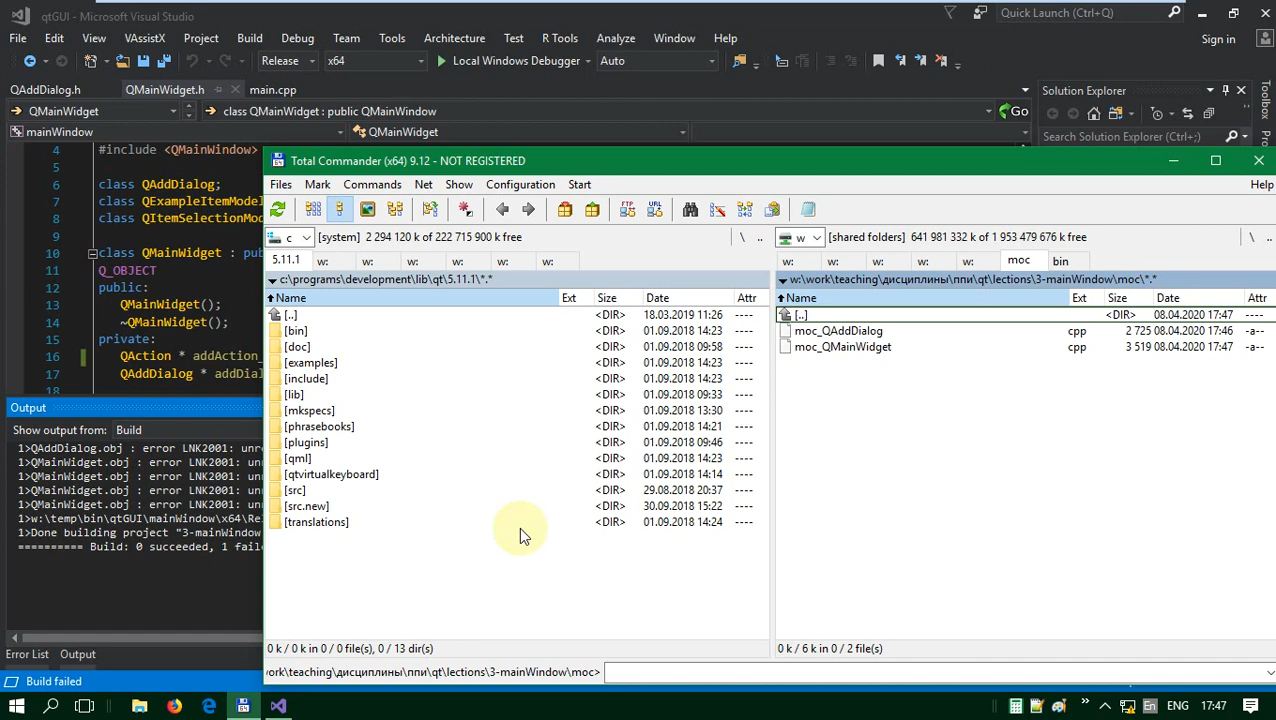 qtGUI - Microsoft Visual Studio
Quick Launch (Ctrl+Q)
File Edit View VAssistX Project Build Debug Team Tools Architecture Test R Tools Analyze Window Help
Sign in
Release x64 Local Windows Debugger Auto
QAddDialog.h QMainWidget.h main.cpp
Solution Explorer
Toolbox
QMainWidget class QMainWidget : public QMainWindow Go
mainWindow QMainWidget
Search Solution Explorer (Ctrl+;)
4 #include <QMainWindow>
5
6 class QAddDialog;
7 class QExampleItemModel
8 class QItemSelectionModel
9
10 class QMainWidget : pub
11 Q_OBJECT
12 public:
13 QMainWidget();
14 ~QMainWidget();
15 private:
16 QAction * addAction_
17 QAddDialog * addDial
18
Output
Show output from: Build
1>QAddDialog.obj : error LNK2001: unr
1>QMainWidget.obj : error LNK2001: un
1>QMainWidget.obj : error LNK2001: un
1>QMainWidget.obj : error LNK2001: un
1>w:\temp\bin\qtGUI\mainWindow\x64\Re
1>Done building project "3-mainWindow
========== Build: 0 succeeded, 1 faile
Error List Output
Build failed
Total Commander (x64) 9.12 - NOT REGISTERED
Files Mark Commands Net Show Configuration Start Help
FTP URL
c [system] 2 294 120 k of 222 715 900 k free \ ..
5.11.1 w: w: w: w: w: w:
c:\programs\development\lib\qt\5.11.1\*.*
Name Ext Size Date Attr
[..] <DIR> 18.03.2019 11:26 ----
[bin] <DIR> 01.09.2018 14:23 ----
[doc] <DIR> 01.09.2018 09:58 ----
[examples] <DIR> 01.09.2018 14:23 ----
[include] <DIR> 01.09.2018 14:23 ----
[lib] <DIR> 01.09.2018 09:33 ----
[mkspecs] <DIR> 01.09.2018 13:30 ----
[phrasebooks] <DIR> 01.09.2018 14:21 ----
[plugins] <DIR> 01.09.2018 09:46 ----
[qml] <DIR> 01.09.2018 14:23 ----
[qtvirtualkeyboard] <DIR> 01.09.2018 14:14 ----
[src] <DIR> 29.08.2018 20:37 ----
[src.new] <DIR> 30.09.2018 15:22 ----
[translations] <DIR> 01.09.2018 14:24 ----
0 k / 0 k in 0 / 0 file(s), 0 / 13 dir(s)
w [shared folders] 641 981 332 k of 1 953 479 676 k free \ ..
w: w: w: w: w: moc bin
w:\work\teaching\дисциплины\ппи\qt\lections\3-mainWindow\moc\*.*
Name Ext Size Date Attr
[..] <DIR> 08.04.2020 17:47 ----
moc_QAddDialog cpp 2 725 08.04.2020 17:46 -a--
moc_QMainWidget cpp 3 519 08.04.2020 17:47 -a--
0 k / 6 k in 0 / 2 file(s)
ork\teaching\дисциплины\ппи\qt\lections\3-mainWindow\moc>
En ENG 17:47